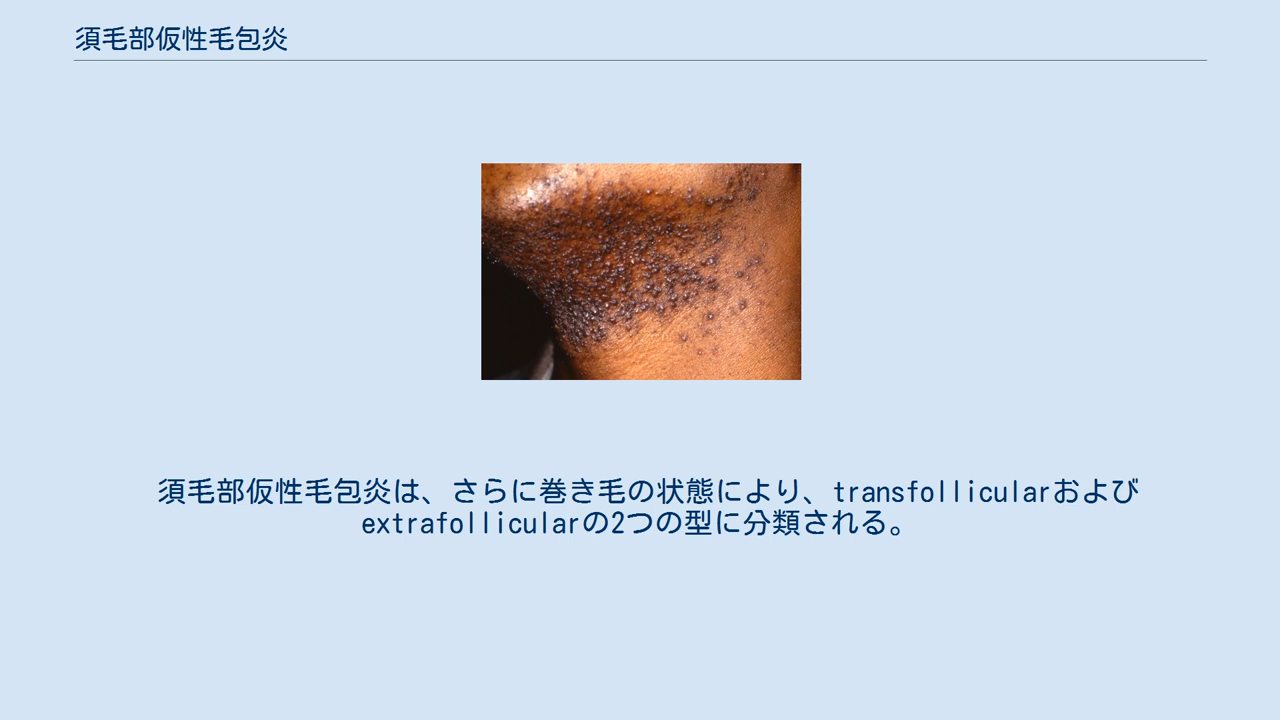 須毛部仮性毛包炎
須毛部仮性毛包炎は、さらに巻き毛の状態により、transfollicularおよび
extrafollicularの2つの型に分類される。